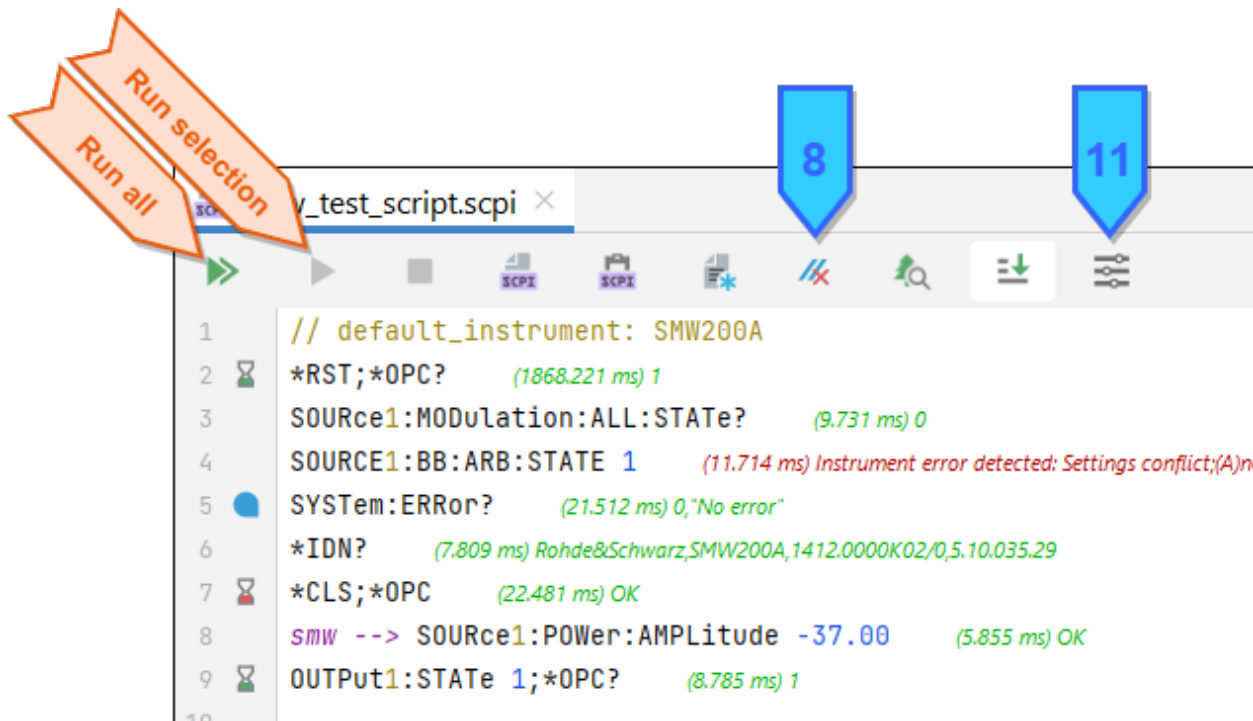 Run selection
Run all
8
11
_test_script.scpi
SCPI SCPI
1 // default_instrument: SMW200A
2 *RST;*OPC? (1868.221 ms) 1
3 SOURce1:MODulation:ALL:STATe? (9.731 ms) 0
4 SOURCE1:BB:ARB:STATE 1 (11.714 ms) Instrument error detected: Settings conflict;(A)n
5 SYSTem:ERRor? (21.512 ms) 0,"No error"
6 *IDN? (7.809 ms) Rohde&Schwarz,SMW200A,1412.0000K02/0,5.10.035.29
7 *CLS;*OPC (22.481 ms) OK
8 smw --> SOURce1:POWer:AMPLitude -37.00 (5.855 ms) OK
9 OUTPut1:STATe 1;*OPC? (8.785 ms) 1
10